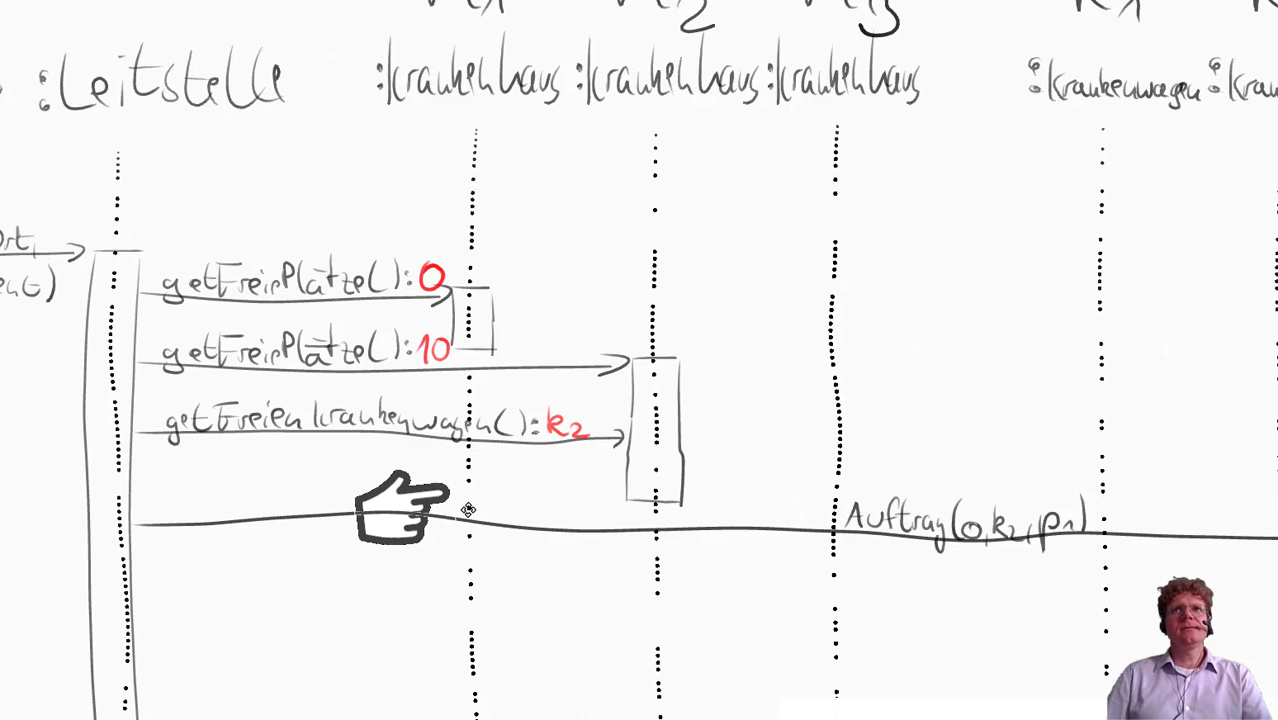 :Leitstelle :Krankenhaus :Krankenhaus :Krankenhaus :Krankenwagen
getFreiePlätze():0
getFreiePlätze():10
getFreienKrankenwagen():k2
Auftrag(o,k2,p1)